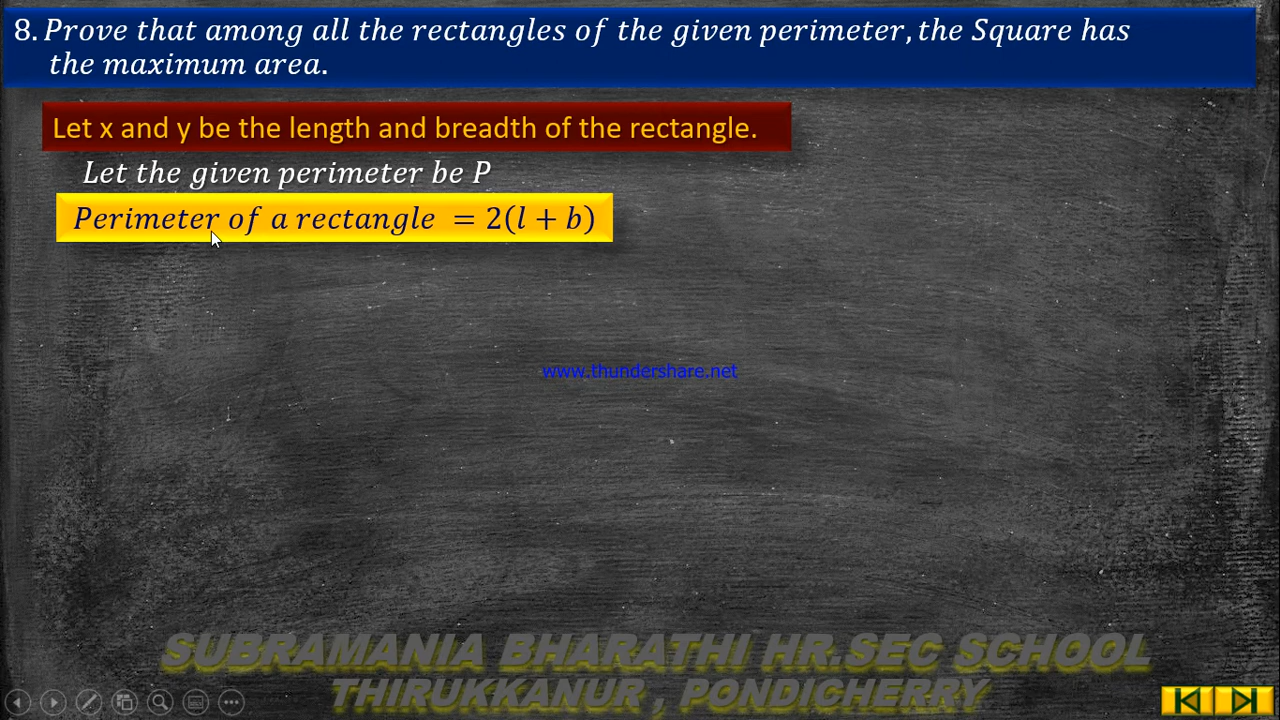 8. Prove that among all the rectangles of the given perimeter, the Square has
the maximum area.
Let x and y be the length and breadth of the rectangle.
Let the given perimeter be P
Perimeter of a rectangle = 2(l + b)
www.thundershare.net
SUBRAMANIA BHARATHI HR.SEC SCHOOL
THIRUKKANUR , PONDICHERRY